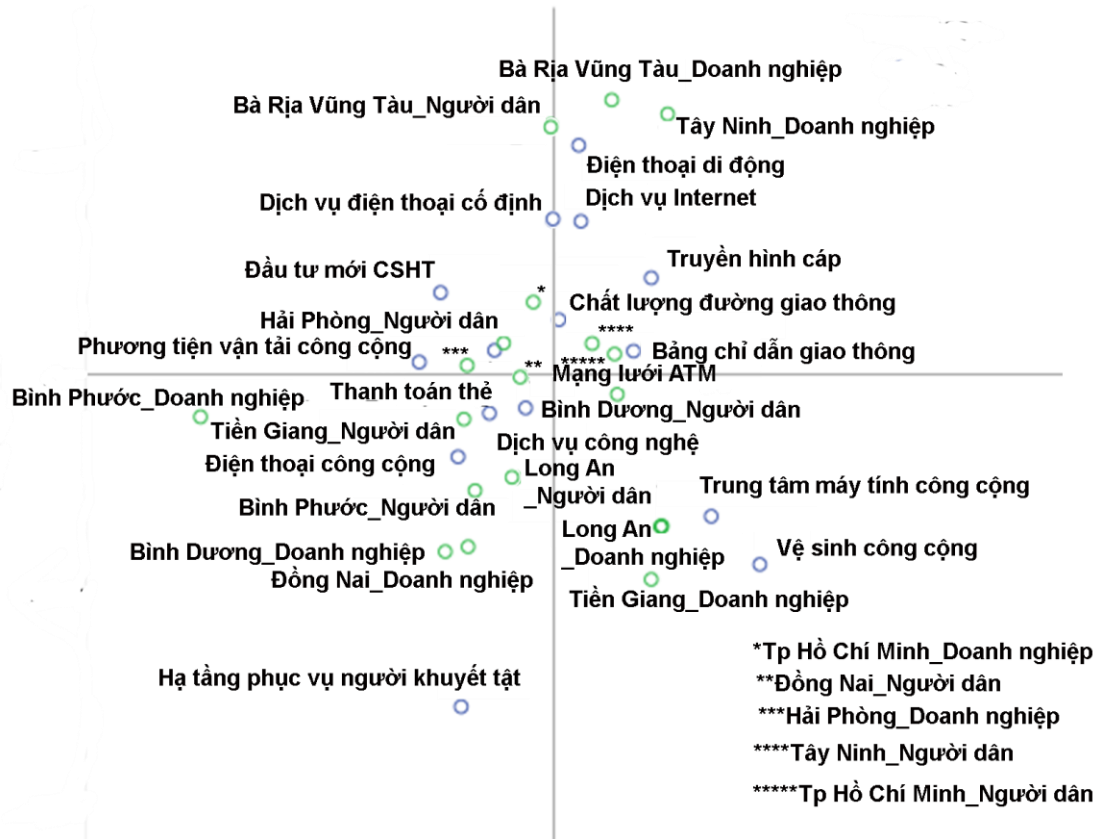 Bà Rịa Vũng Tàu_Doanh nghiệp
Bà Rịa Vũng Tàu_Người dân
Tây Ninh_Doanh nghiệp
Điện thoại di động
Dịch vụ điện thoại cố định
Dịch vụ Internet
Truyền hình cáp
Đầu tư mới CSHT
*
Chất lượng đường giao thông
Hải Phòng_Người dân
****
Phương tiện vận tải công cộng
***
**
*****
Bảng chỉ dẫn giao thông
Mạng lưới ATM
Thanh toán thẻ
Bình Phước_Doanh nghiệp
Bình Dương_Người dân
Tiền Giang_Người dân
Dịch vụ công nghệ
Điện thoại công cộng
Long An
_Người dân
Trung tâm máy tính công cộng
Bình Phước_Người dân
Long An
_Doanh nghiệp
Vệ sinh công cộng
Bình Dương_Doanh nghiệp
Đồng Nai_Doanh nghiệp
Tiền Giang_Doanh nghiệp
Hạ tầng phục vụ người khuyết tật
*Tp Hồ Chí Minh_Doanh nghiệp
**Đồng Nai_Người dân
***Hải Phòng_Doanh nghiệp
****Tây Ninh_Người dân
*****Tp Hồ Chí Minh_Người dân